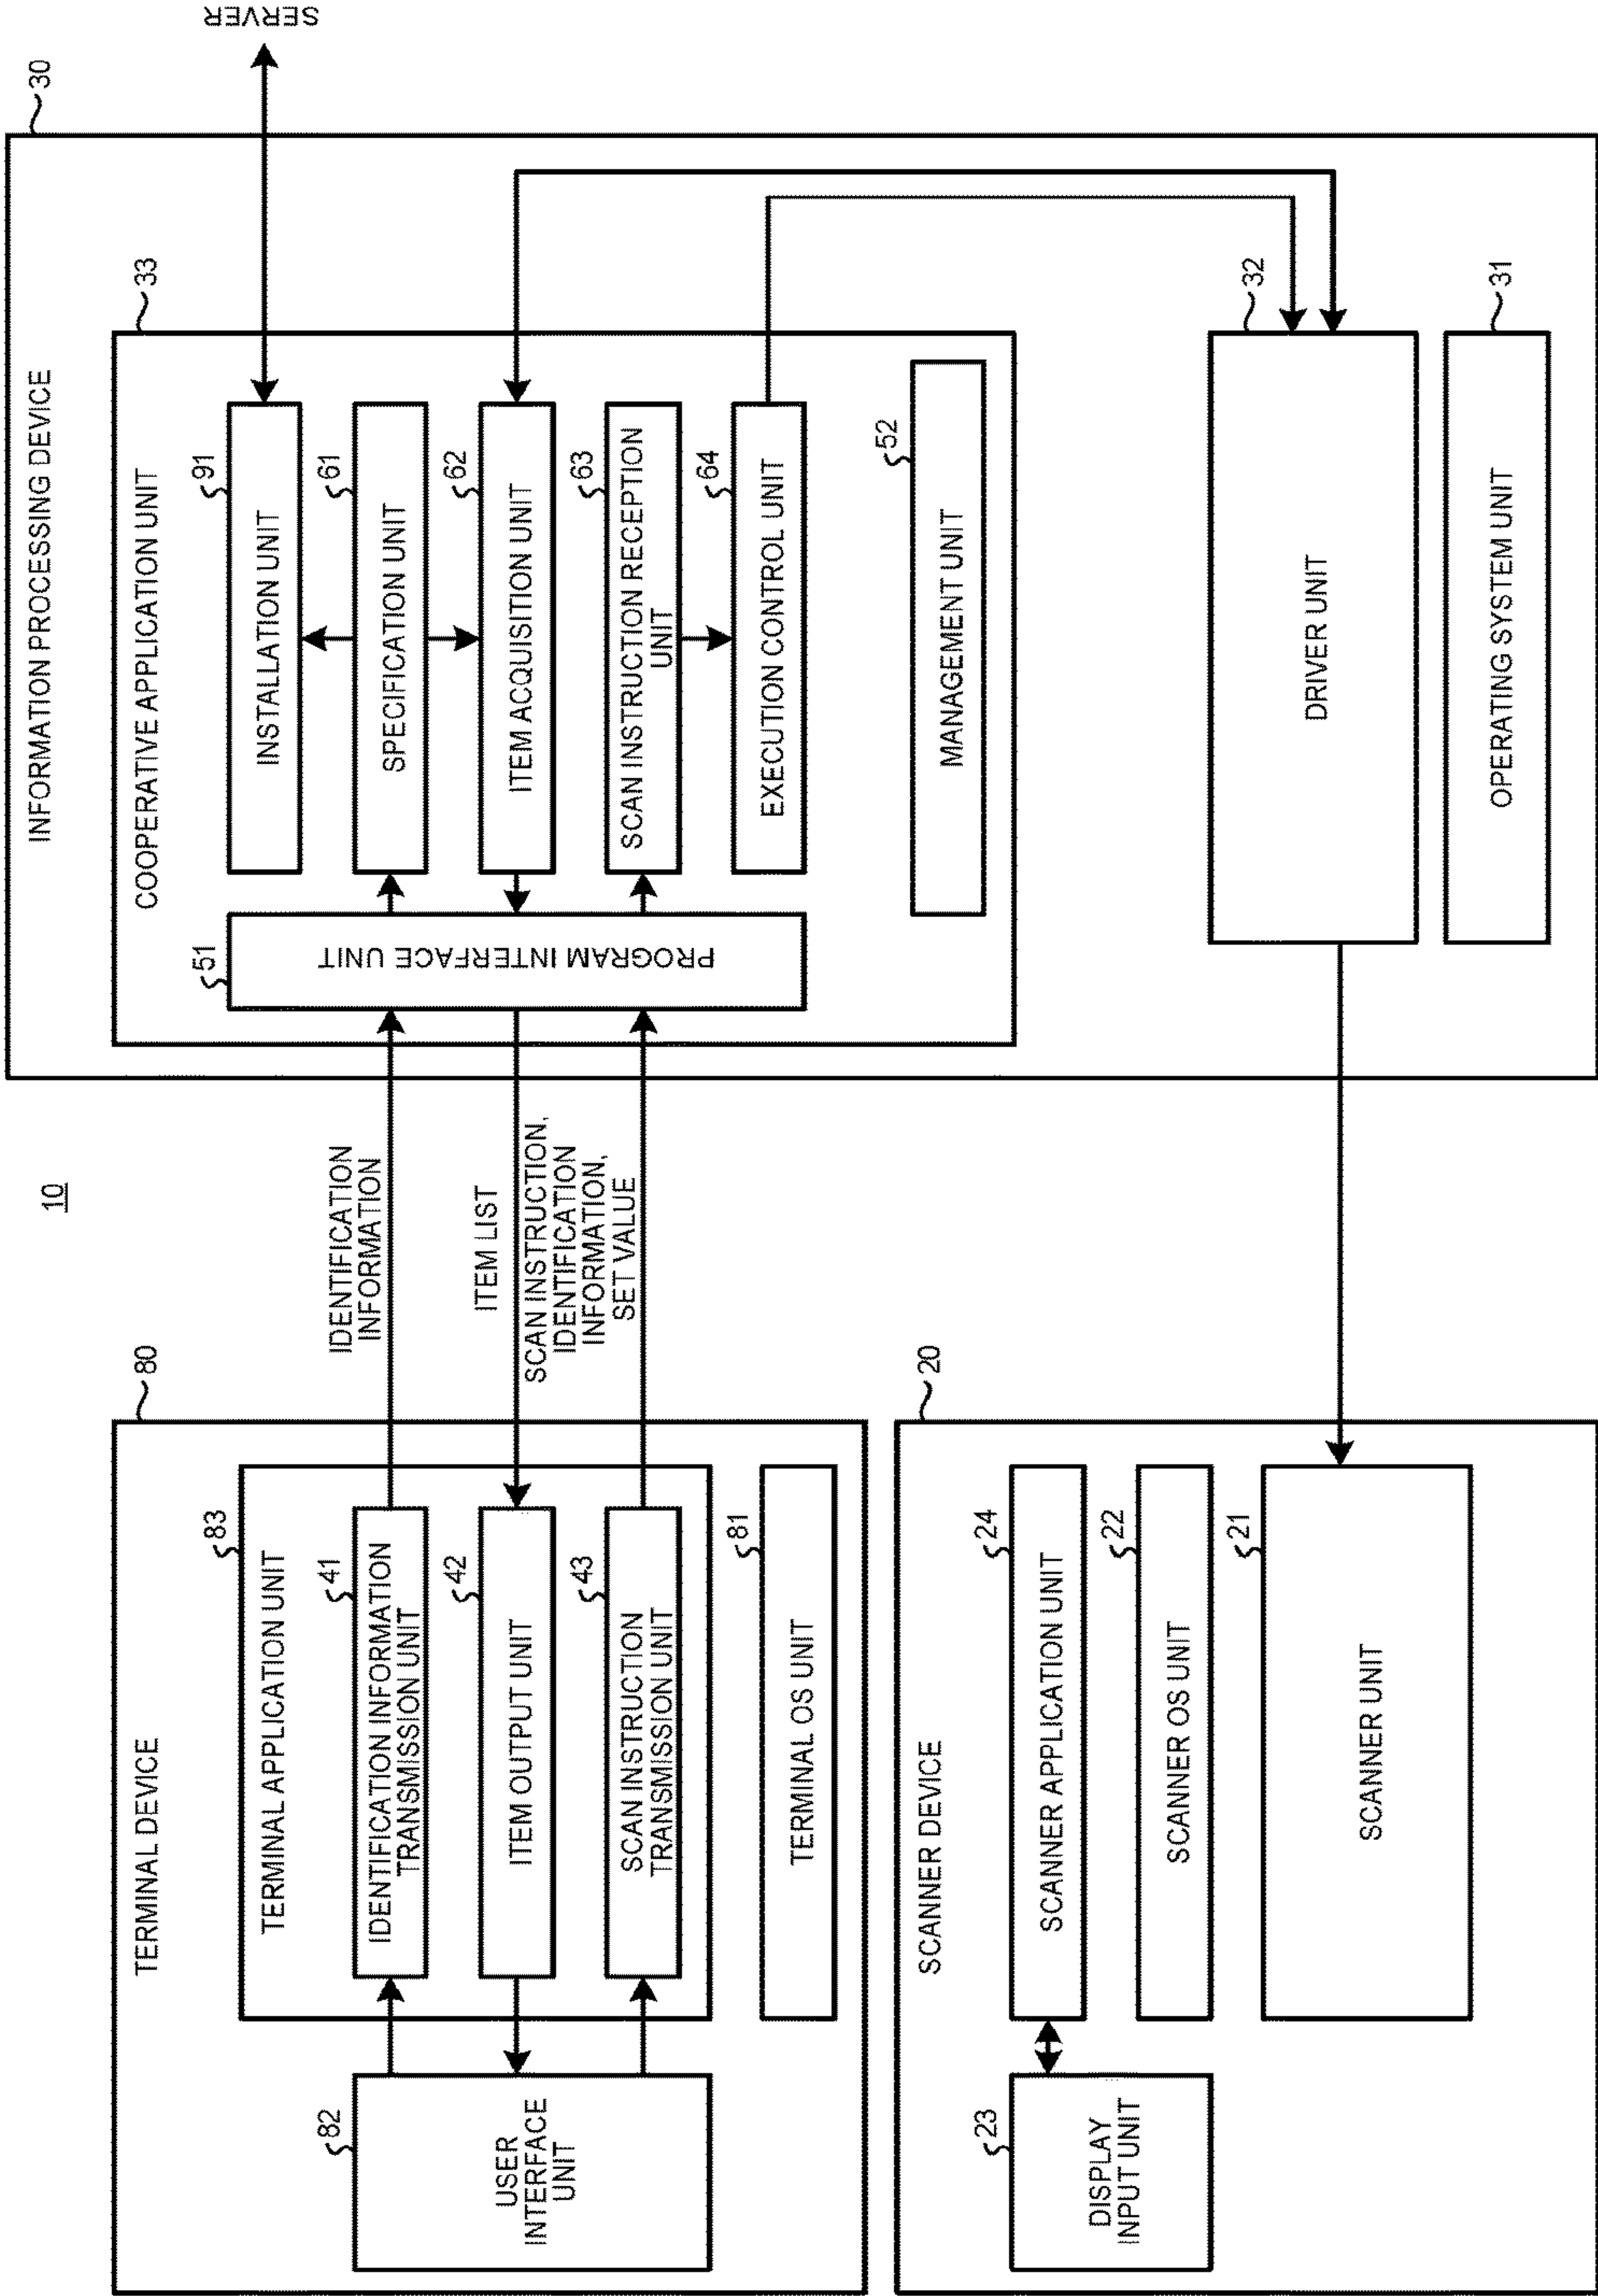 10
TERMINAL DEVICE
80
TERMINAL APPLICATION UNIT
83
82
USER
INTERFACE
UNIT
41
IDENTIFICATION INFORMATION
TRANSMISSION UNIT
42
ITEM OUTPUT UNIT
43
SCAN INSTRUCTION
TRANSMISSION UNIT
81
TERMINAL OS UNIT
IDENTIFICATION
INFORMATION
ITEM LIST
SCAN INSTRUCTION,
IDENTIFICATION
INFORMATION,
SET VALUE
SCANNER DEVICE
20
23
DISPLAY
INPUT UNIT
24
SCANNER APPLICATION UNIT
22
SCANNER OS UNIT
21
SCANNER UNIT
INFORMATION PROCESSING DEVICE
30
COOPERATIVE APPLICATION UNIT
33
51
PROGRAM INTERFACE UNIT
91
INSTALLATION UNIT
61
SPECIFICATION UNIT
62
ITEM ACQUISITION UNIT
63
SCAN INSTRUCTION RECEPTION
UNIT
64
EXECUTION CONTROL UNIT
52
MANAGEMENT UNIT
32
DRIVER UNIT
31
OPERATING SYSTEM UNIT
SERVER